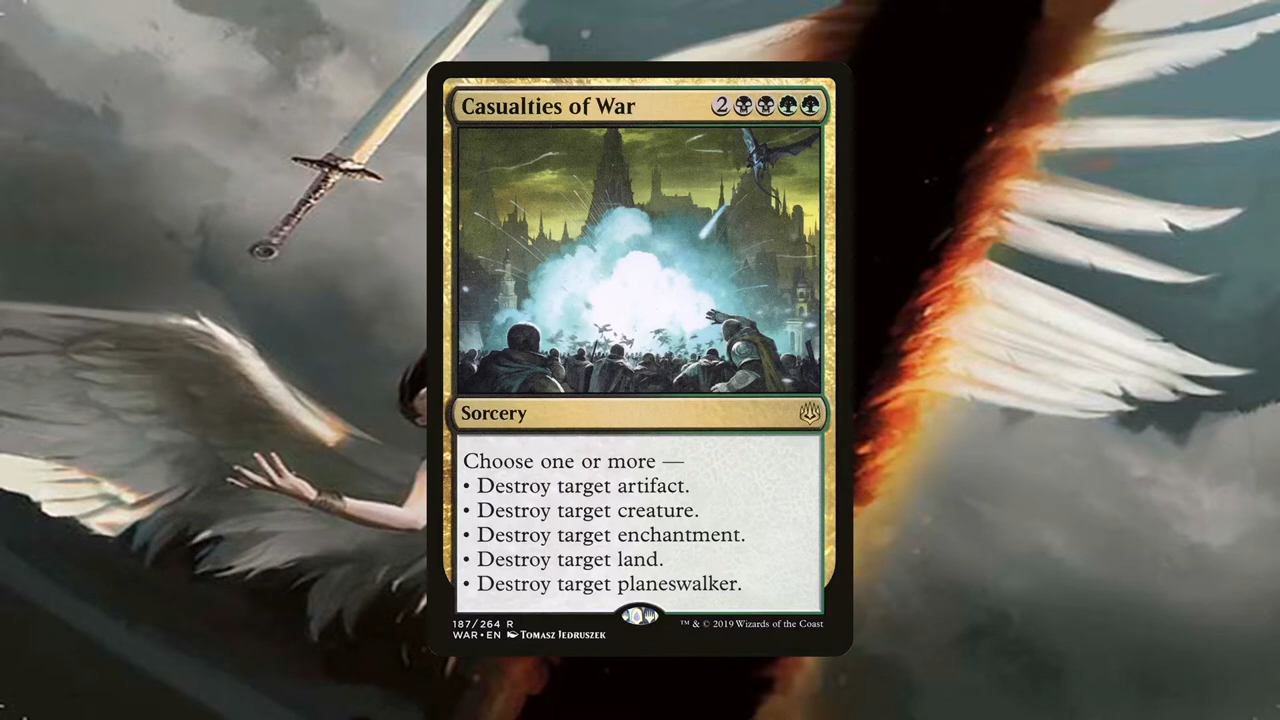 Casualties of War 2
Sorcery
Choose one or more —
• Destroy target artifact.
• Destroy target creature.
• Destroy target enchantment.
• Destroy target land.
• Destroy target planeswalker.
187/264 R
WAR • EN Tomasz Jedruszek
™ & © 2019 Wizards of the Coast